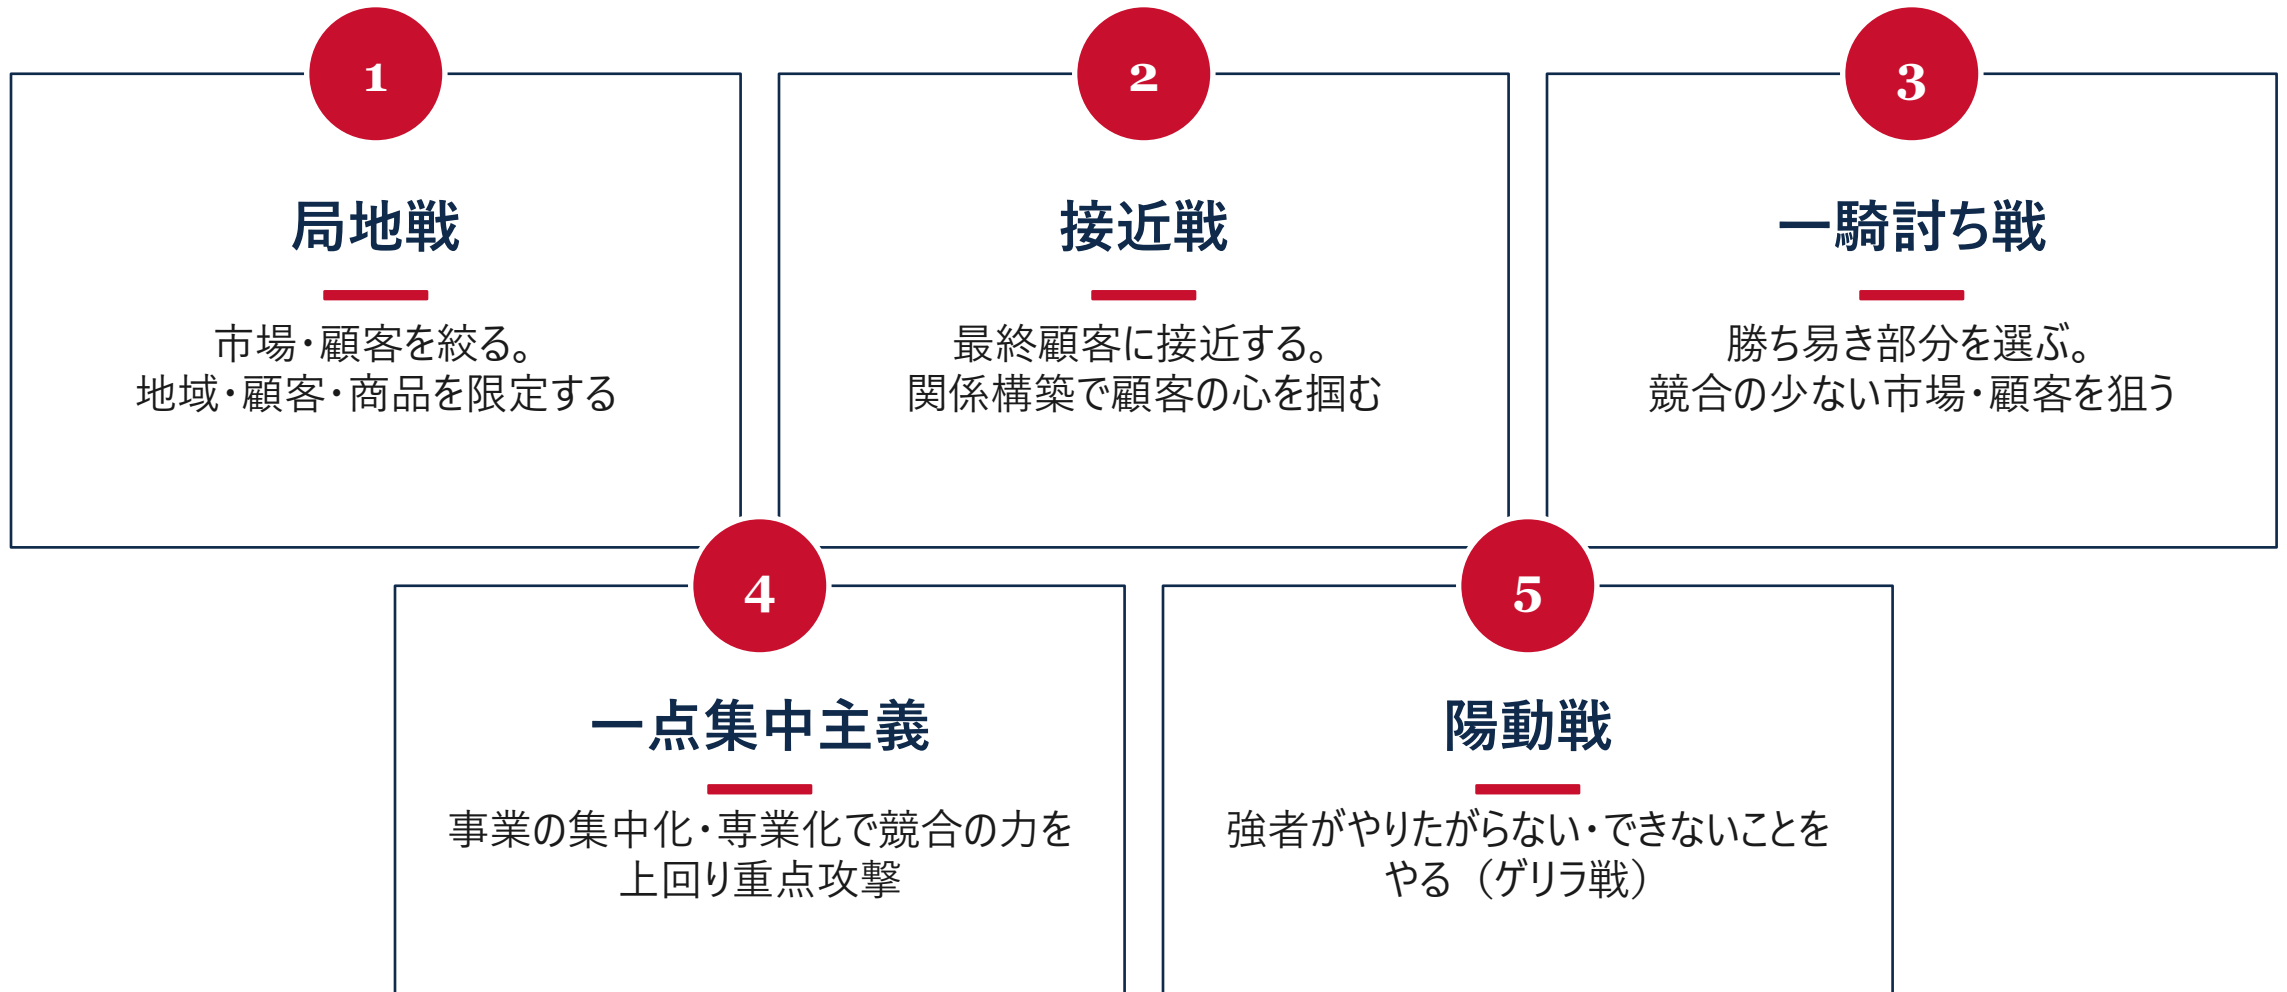 1
局地戦
市場・顧客を絞る。
地域・顧客・商品を限定する
2
接近戦
最終顧客に接近する。
関係構築で顧客の心を掴む
3
一騎討ち戦
勝ち易き部分を選ぶ。
競合の少ない市場・顧客を狙う
4
一点集中主義
事業の集中化・専業化で競合の力を
上回り重点攻撃
5
陽動戦
強者がやりたがらない・できないことを
やる（ゲリラ戦）